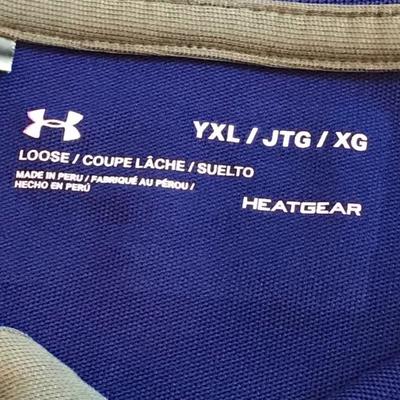 YXL / JTG / XG
LOOSE / COUPE LÂCHE / SUELTO
MADE IN PERU / FABRIQUÉ AU PÉROU /
HECHO EN PERÚ
HEATGEAR